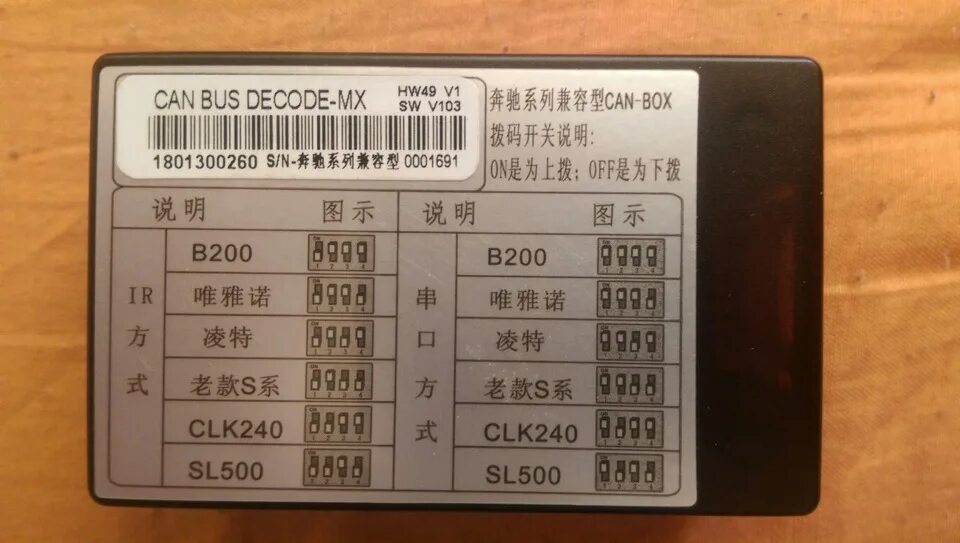 CAN BUS DECODE-MX
HW49 V1
SW V103
1801300260 S/N-奔驰系列兼容型 0001691
奔驰系列兼容型CAN-BOX
拨码开关说明:
ON是为上拨; OFF是为下拨
说明 图示 说明 图示
IR方式
B200
唯雅诺
凌特
老款S系
CLK240
SL500
串口方式
B200
唯雅诺
凌特
老款S系
CLK240
SL500